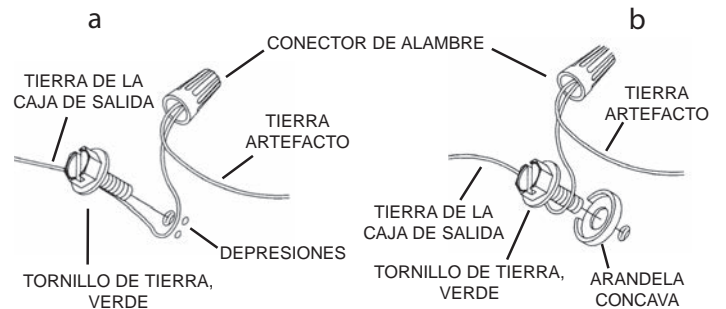 a
CONECTOR DE ALAMBRE
TIERRA DE LA
CAJA DE SALIDA
TIERRA
ARTEFACTO
DEPRESIONES
TORNILLO DE TIERRA,
VERDE
b
TIERRA
ARTEFACTO
TIERRA DE LA
CAJA DE SALIDA
TORNILLO DE TIERRA,
VERDE
ARANDELA
CONCAVA